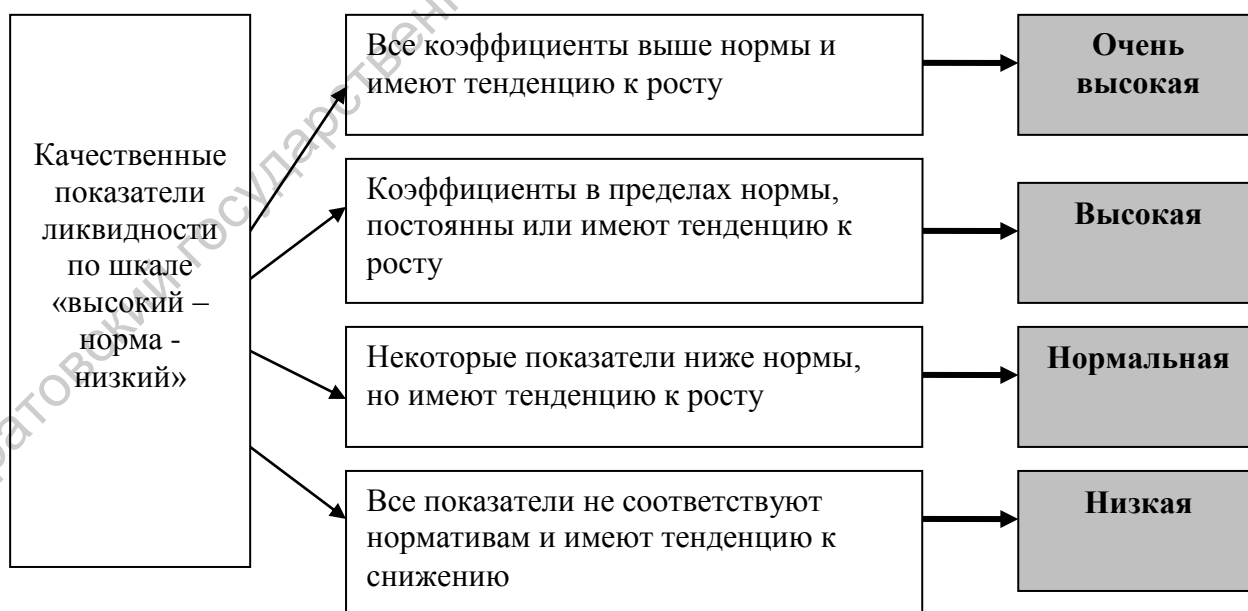 Качественные
показатели
ликвидности
по шкале
«высокий –
норма -
низкий»
Все коэффициенты выше нормы и
имеют тенденцию к росту
Очень
высокая
Коэффициенты в пределах нормы,
постоянны или имеют тенденцию к
росту
Высокая
Некоторые показатели ниже нормы,
но имеют тенденцию к росту
Нормальная
Все показатели не соответствуют
нормативам и имеют тенденцию к
снижению
Низкая